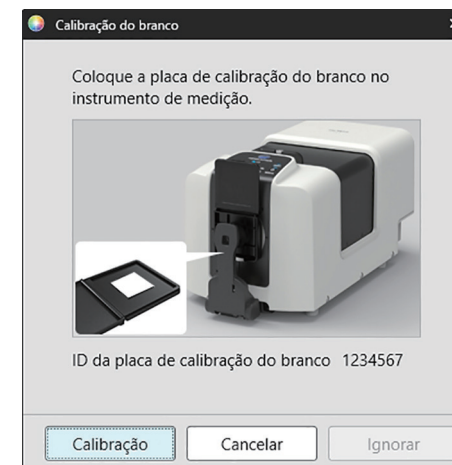 Calibração do branco
Coloque a placa de calibração do branco no
instrumento de medição.
ID da placa de calibração do branco 1234567
Calibração
Cancelar
Ignorar